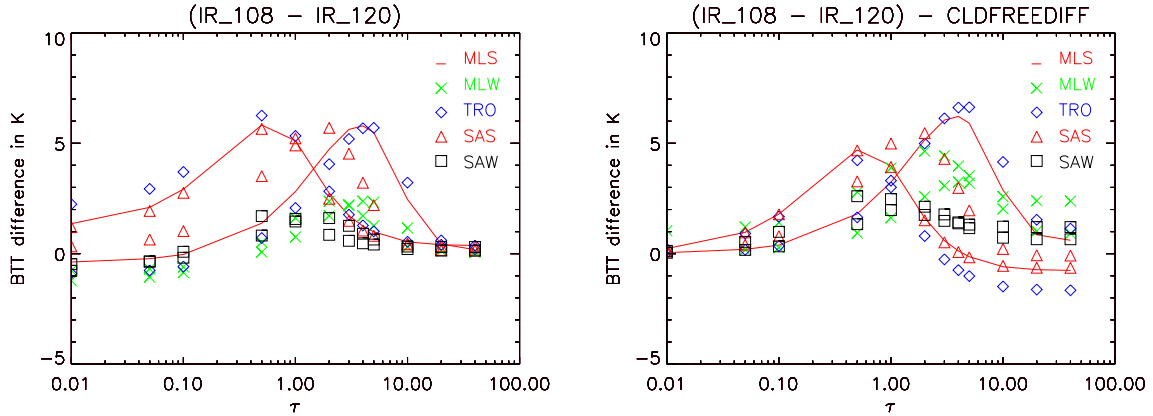 (IR_108 − IR_120)
10
5
0
-5
BTT difference in K
MLS
MLW
TRO
SAS
SAW
0.01 0.10 1.00 10.00 100.00
τ
(IR_108 − IR_120) − CLDFREEDIFF
10
5
0
-5
BTT difference in K
MLS
MLW
TRO
SAS
SAW
0.01 0.10 1.00 10.00 100.00
τ